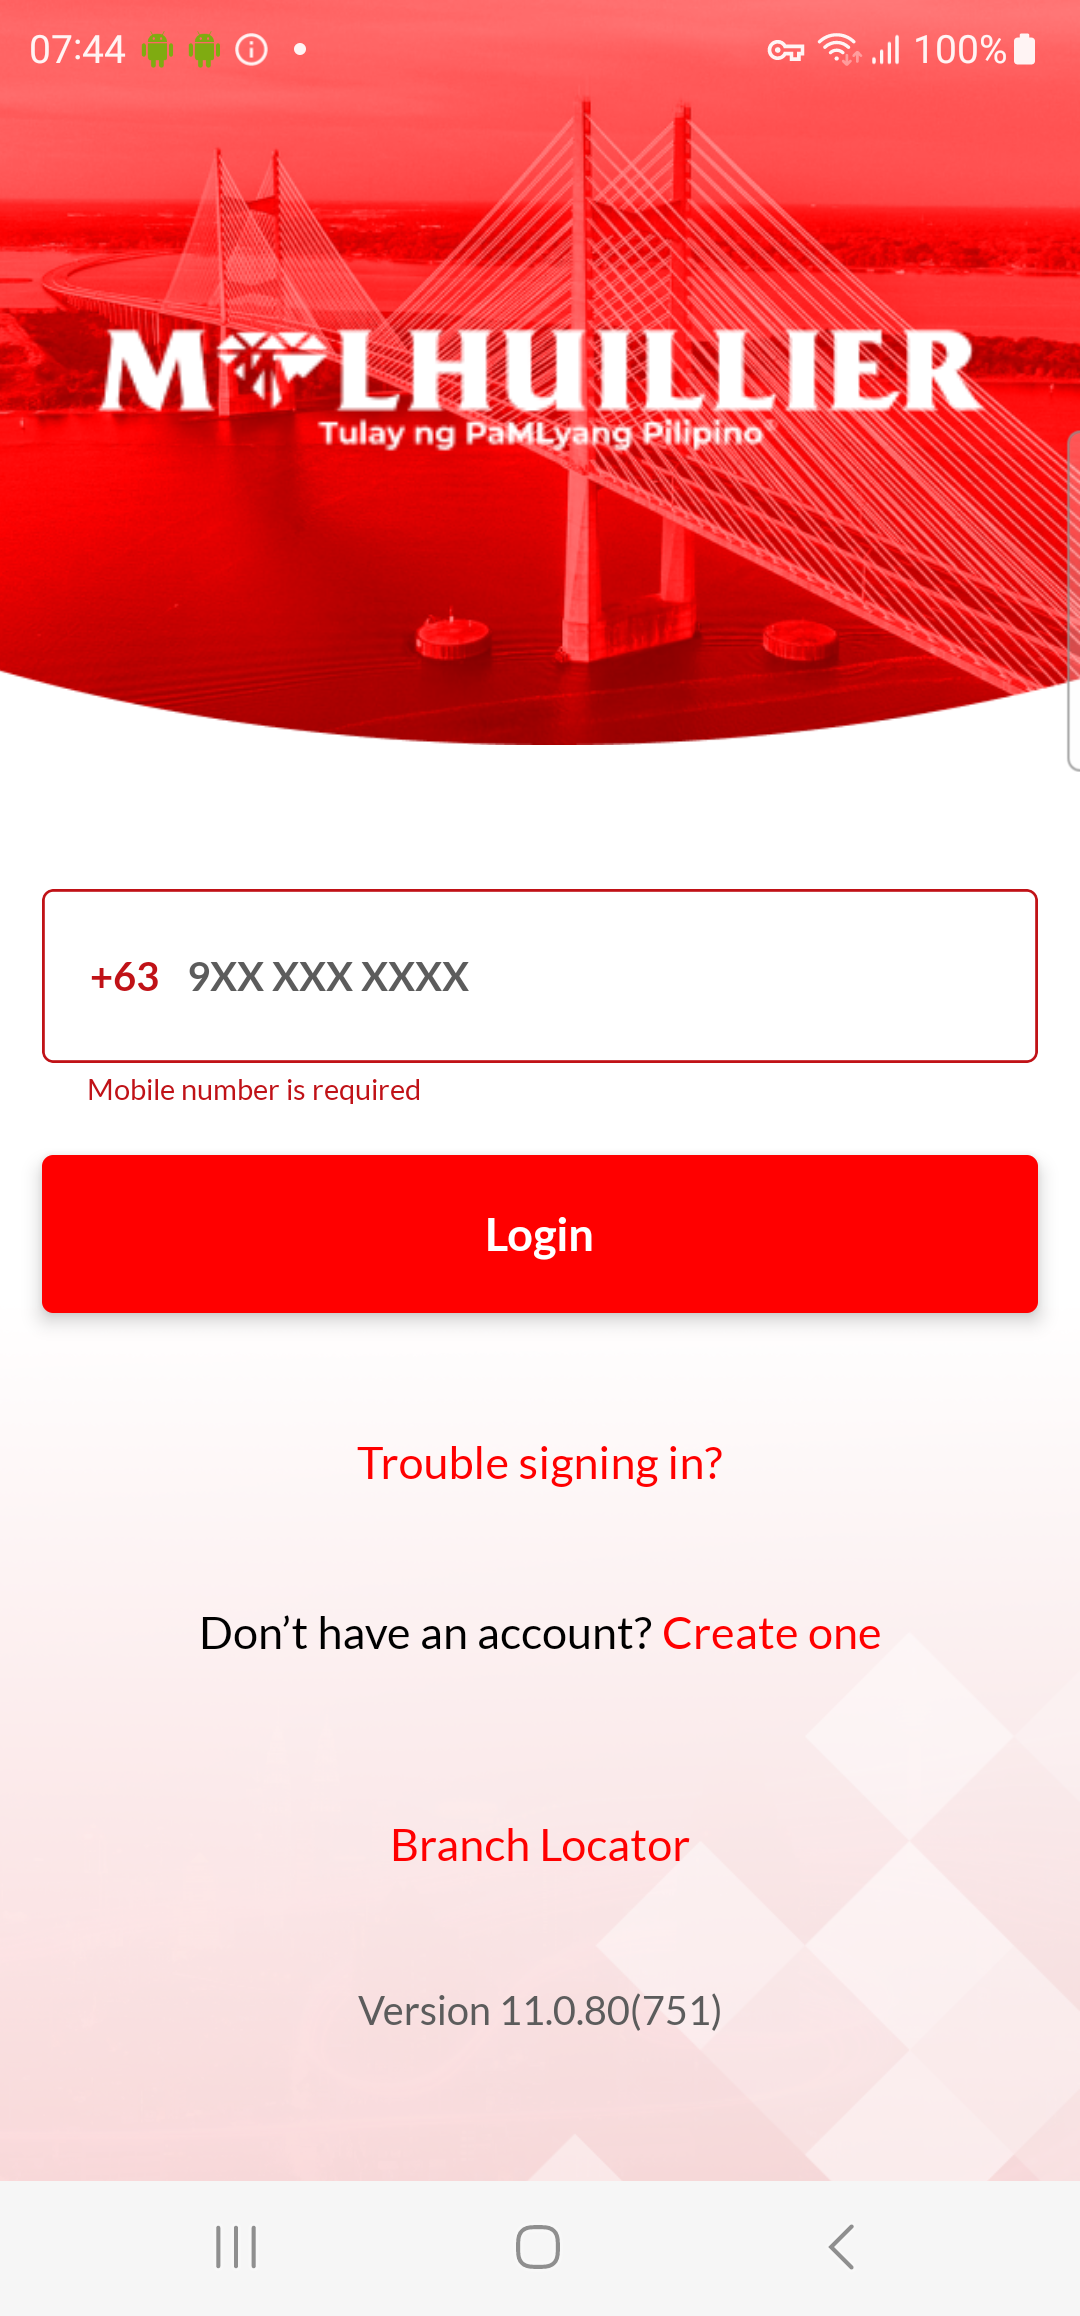 07:44
100%
M LHUILLIER
Tulay ng PaMLyang Pilipino
+63 9XX XXX XXXX
Mobile number is required
Login
Trouble signing in?
Don’t have an account? Create one
Branch Locator
Version 11.0.80(751)